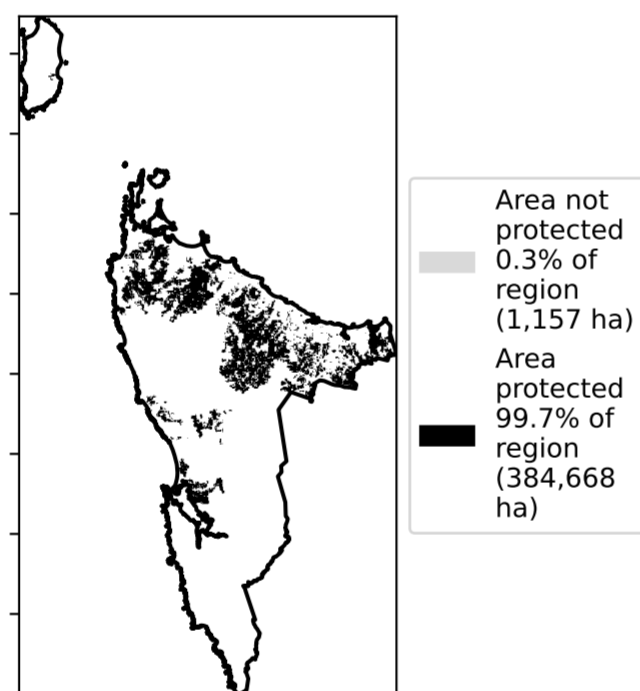 Area not
protected
0.3% of
region
(1,157 ha)
Area
protected
99.7% of
region
(384,668
ha)